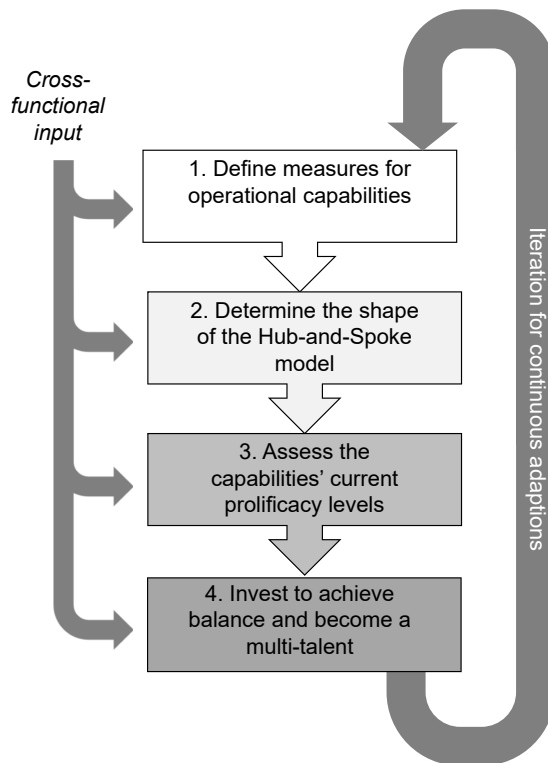 Cross-
functional
input
1. Define measures for
operational capabilities
2. Determine the shape
of the Hub-and-Spoke
model
3. Assess the
capabilities’ current
prolificacy levels
4. Invest to achieve
balance and become a
multi-talent
Iteration for continuous adaptions